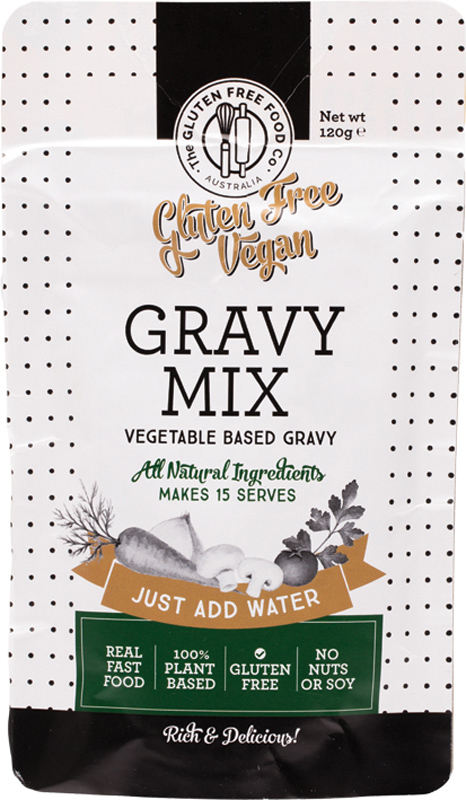 The GLUTEN FREE FOOD CO.
AUSTRALIA
Net wt
120g ℮
Gluten Free
& Vegan
GRAVY
MIX
VEGETABLE BASED GRAVY
All Natural Ingredients
MAKES 15 SERVES
JUST ADD WATER
REAL
FAST
FOOD
100%
PLANT
BASED
GLUTEN
FREE
NO
NUTS
OR SOY
Rich & Delicious!